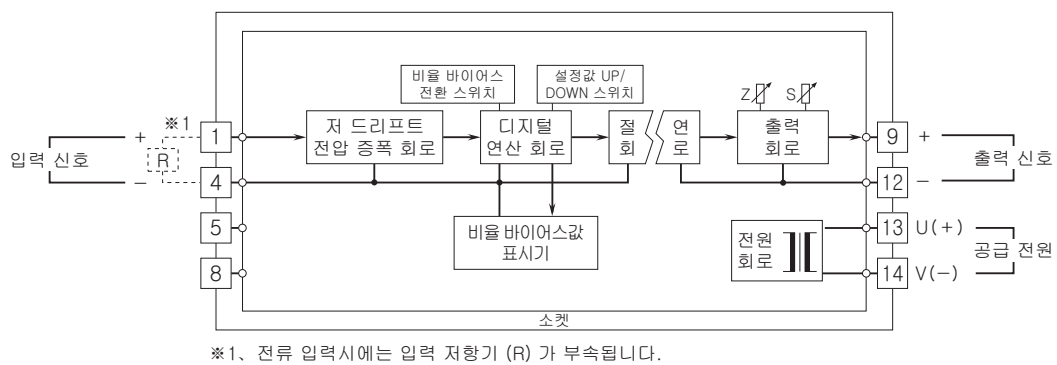 비율 바이어스
전환 스위치
설정값 UP/
DOWN 스위치
Z
S
※1
1
+
R
입력 신호
−
4
5
8
저 드리프트
전압 증폭 회로
디지털
연산 회로
절 연
회 로
출력
회로
비율 바이어스값
표시기
전원
회로
9
+
출력 신호
12
−
13
U(+)
공급 전원
14
V(−)
소켓
※1、전류 입력시에는 입력 저항기 (R) 가 부속됩니다.